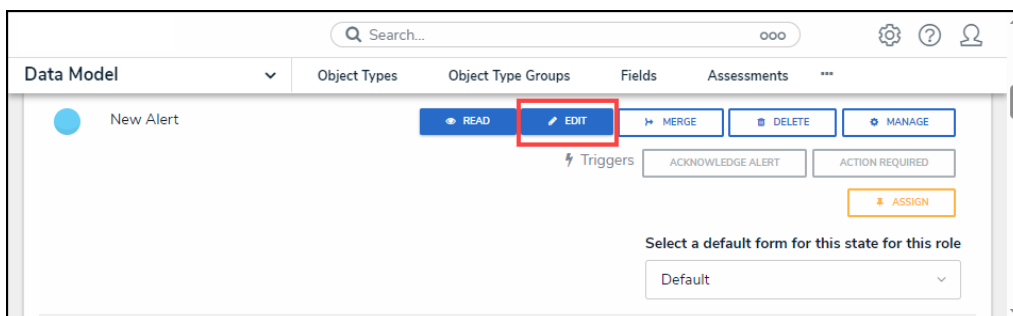 Search... ooo
Data Model Object Types Object Type Groups Fields Assessments ...
New Alert READ EDIT MERGE DELETE MANAGE
Triggers ACKNOWLEDGE ALERT ACTION REQUIRED
ASSIGN
Select a default form for this state for this role
Default